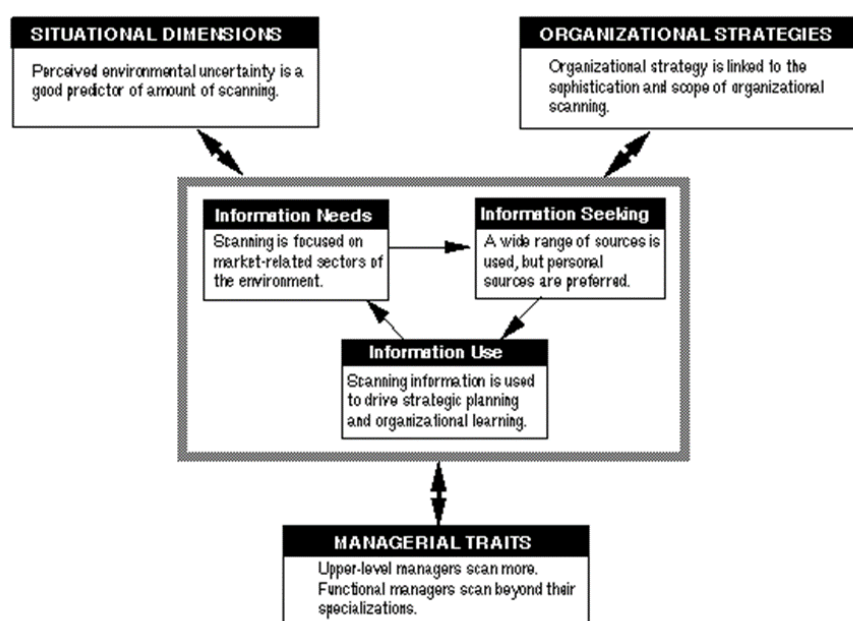 SITUATIONAL DIMENSIONS
Perceived environmental uncertainty is a
good predictor of amount of scanning.
ORGANIZATIONAL STRATEGIES
Organizational strategy is linked to the
sophistication and scope of organizational
scanning.
Information Needs
Scanning is focused on
market-related sectors of
the environment.
Information Seeking
A wide range of sources is
used, but personal
sources are preferred.
Information Use
Scanning information is used
to drive strategic planning
and organizational learning.
MANAGERIAL TRAITS
Upper-level managers scan more.
Functional managers scan beyond their
specializations.